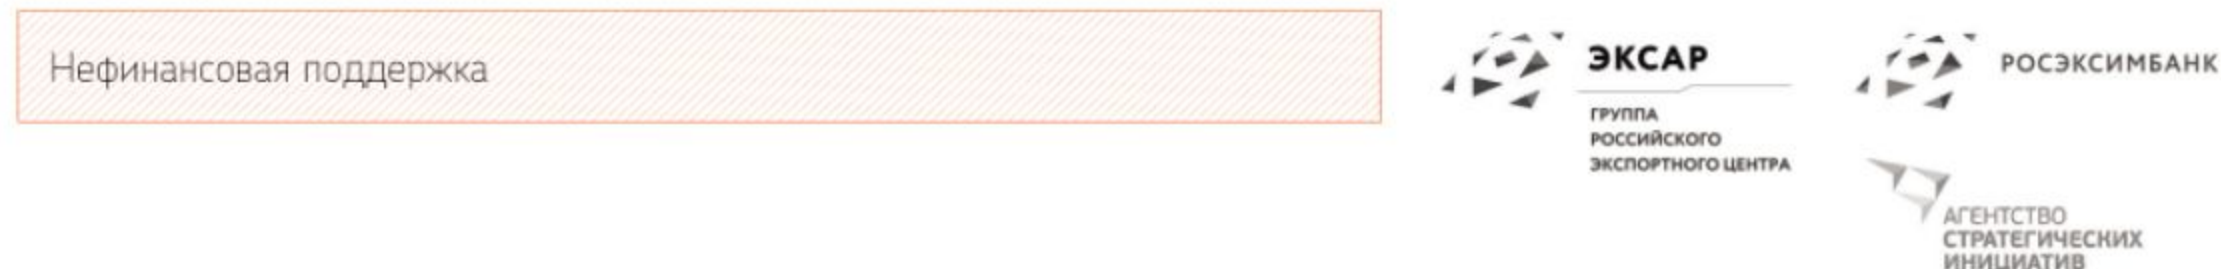 Нефинансовая поддержка
ЭКСАР
ГРУППА
РОССИЙСКОГО
ЭКСПОРТНОГО ЦЕНТРА
РОСЭКСИМБАНК
АГЕНТСТВО
СТРАТЕГИЧЕСКИХ
ИНИЦИАТИВ